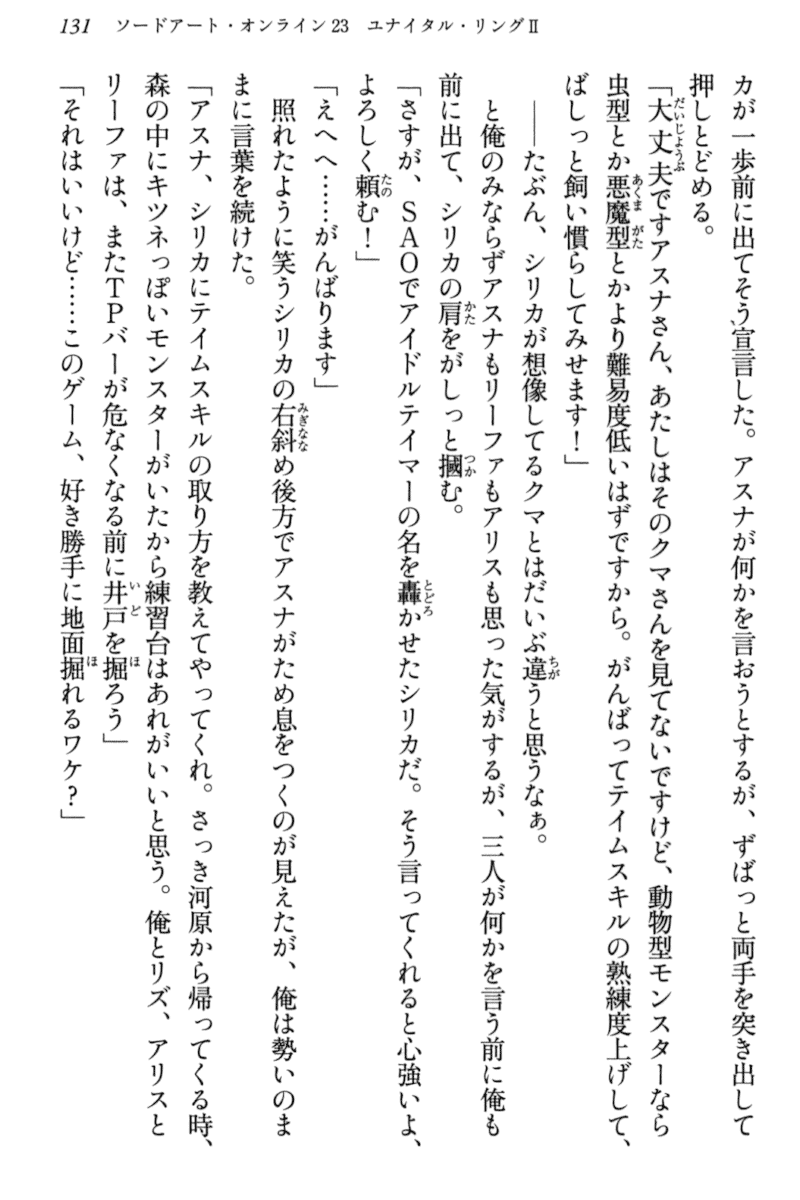 131 ソードアート・オンライン23 ユナイタル・リングⅡ
カが一歩前に出てそう宣言した。アスナが何かを言おうとするが、ずばっと両手を突き出して
押しとどめる。
「大丈夫ですアスナさん、あたしはそのクマさんを見てないですけど、動物型モンスターなら
虫型とか悪魔型とかより難易度低いはずですから。がんばってテイムスキルの熟練度上げして、
ばしっと飼い慣らしてみせます！」
――たぶん、シリカが想像してるクマとはだいぶ違うと思うなぁ。
と俺のみならずアスナもリーファもアリスも思った気がするが、三人が何かを言う前に俺も
前に出て、シリカの肩をがしっと摑む。
「さすが、ＳＡＯでアイドルテイマーの名を轟かせたシリカだ。そう言ってくれると心強いよ、
よろしく頼む！」
「えへへ……がんばります」
照れたように笑うシリカの右斜め後方でアスナがため息をつくのが見えたが、俺は勢いのま
まに言葉を続けた。
「アスナ、シリカにテイムスキルの取り方を教えてやってくれ。さっき河原から帰ってくる時、
森の中にキツネっぽいモンスターがいたから練習台はあれがいいと思う。俺とリズ、アリスと
リーファは、またＴＰバーが危なくなる前に井戸を掘ろう」
「それはいいけど……このゲーム、好き勝手に地面掘れるワケ？」